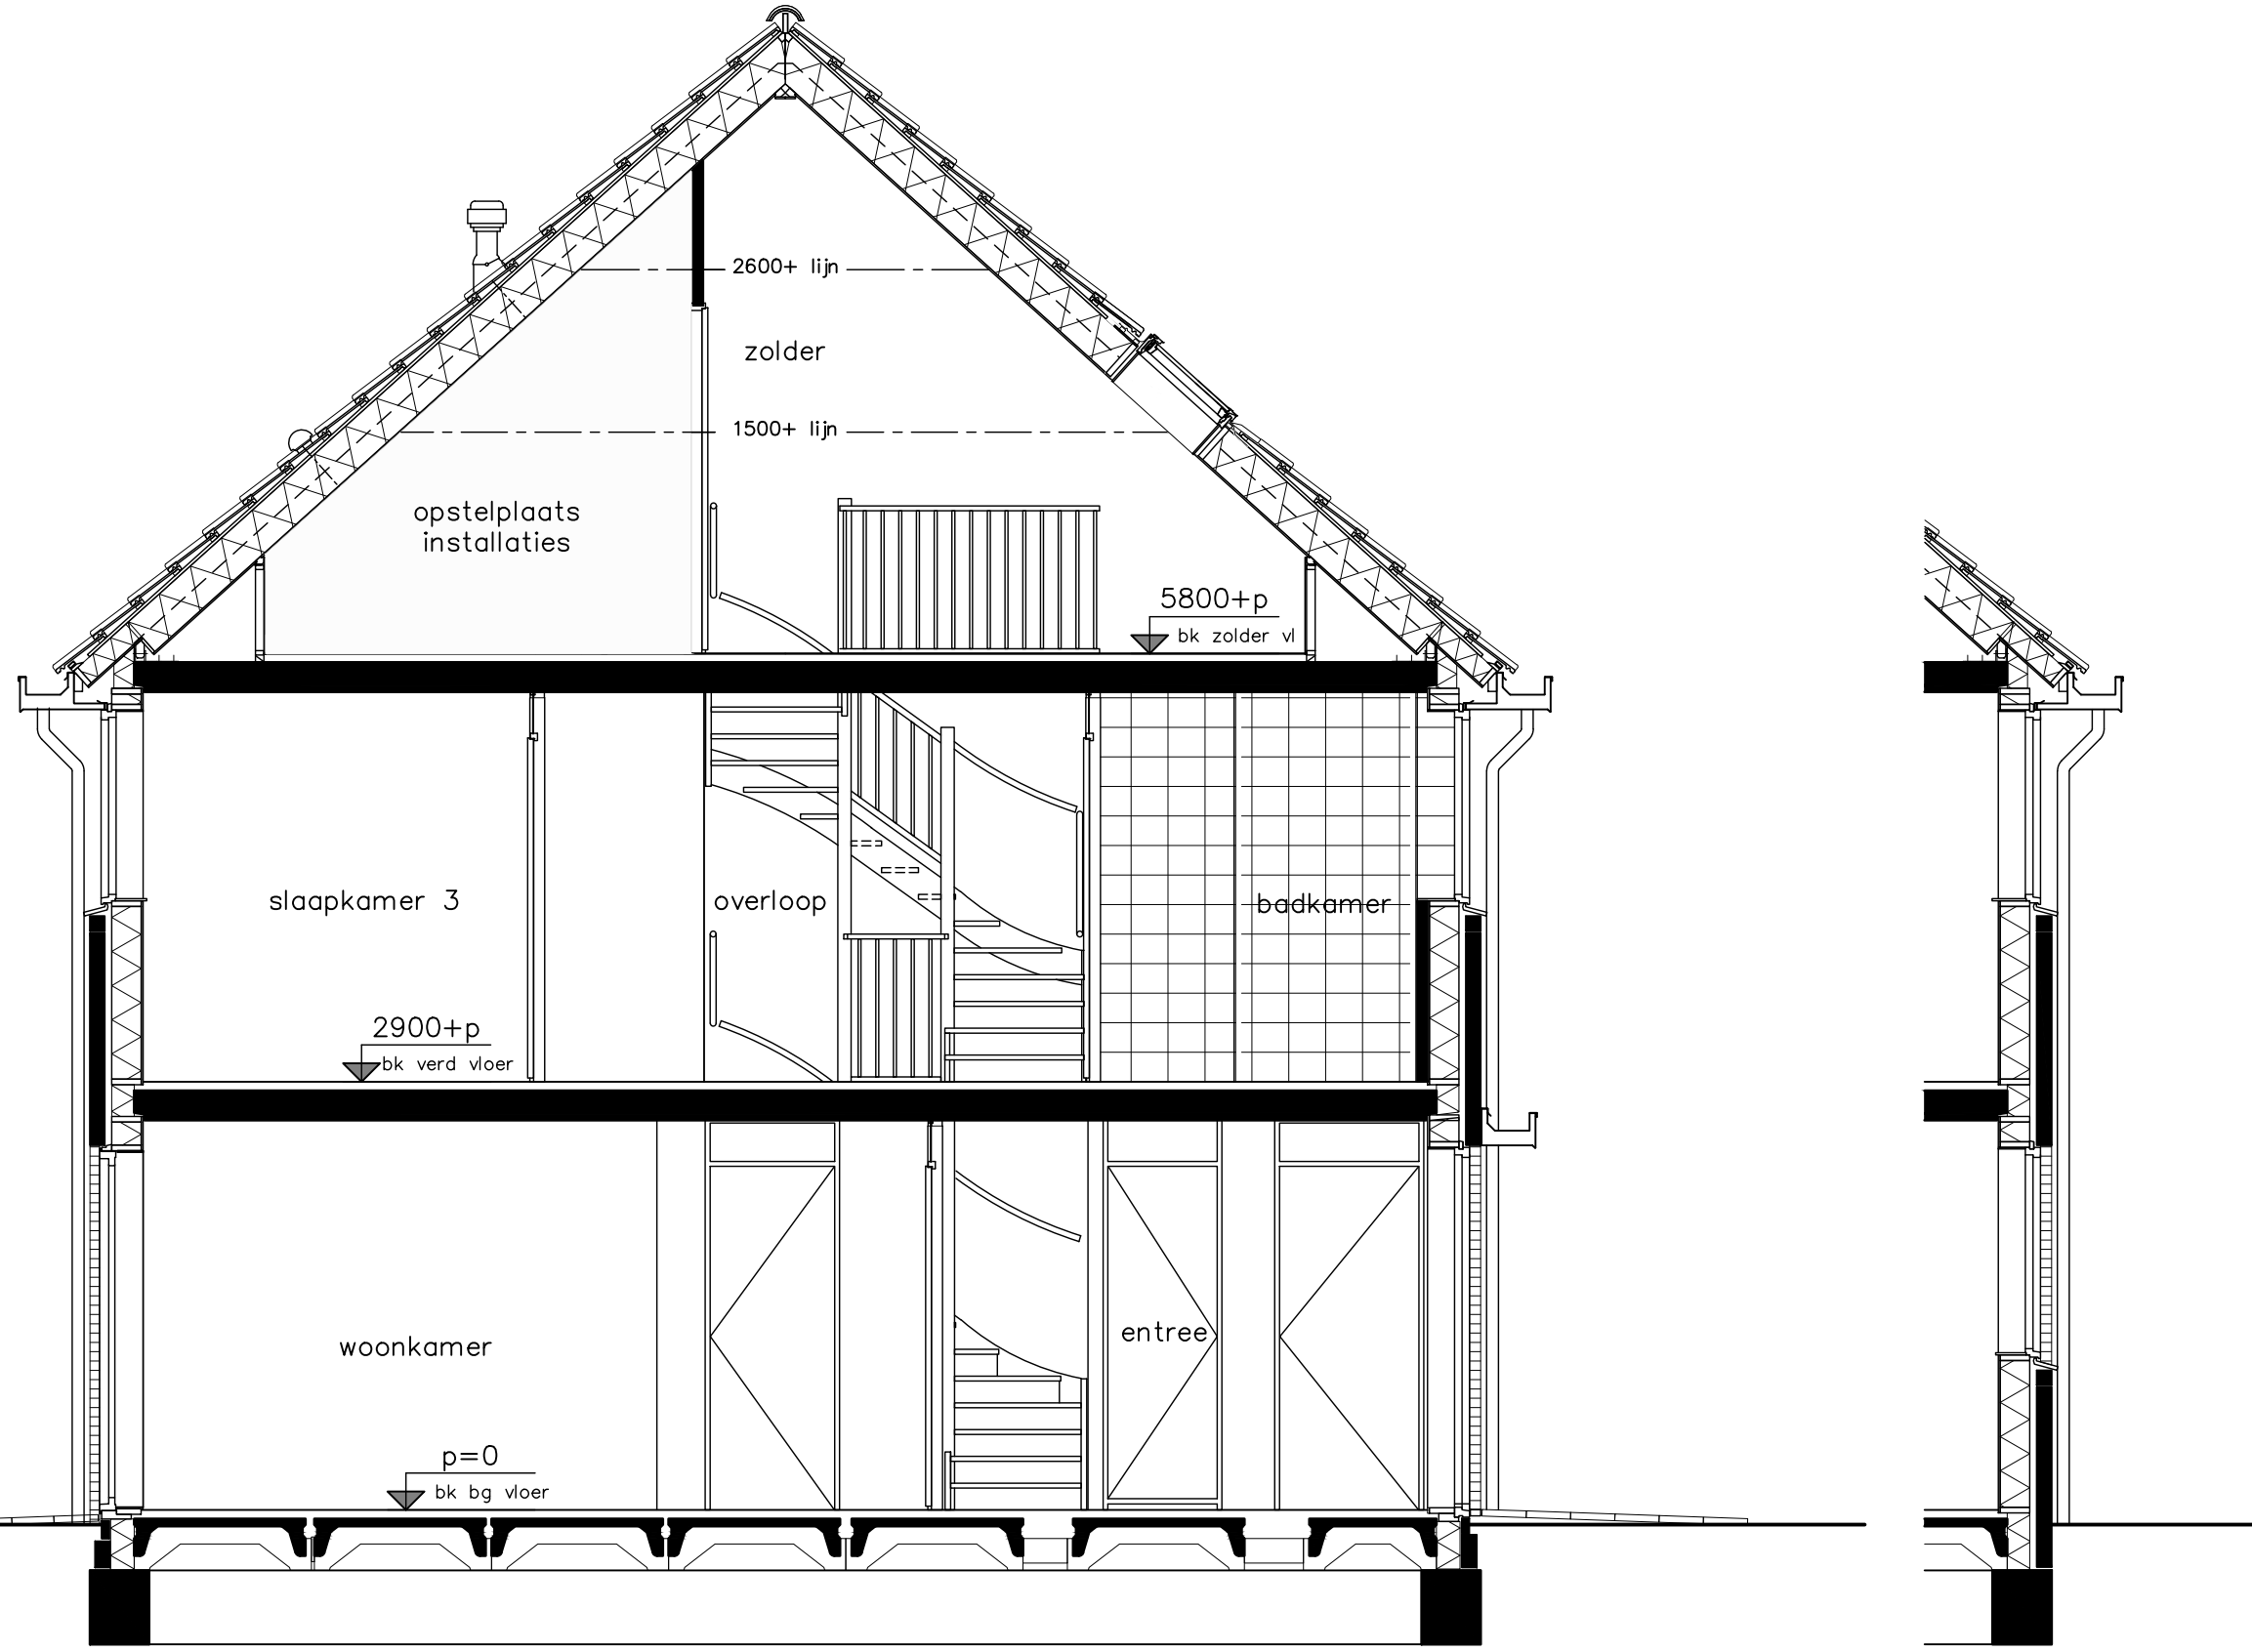 2600+ lijn
zolder
1500+ lijn
opstelplaats
installaties
5800+p
bk zolder vl
slaapkamer 3
overloop
badkamer
2900+p
bk verd vloer
woonkamer
entree
p=0
bk bg vloer